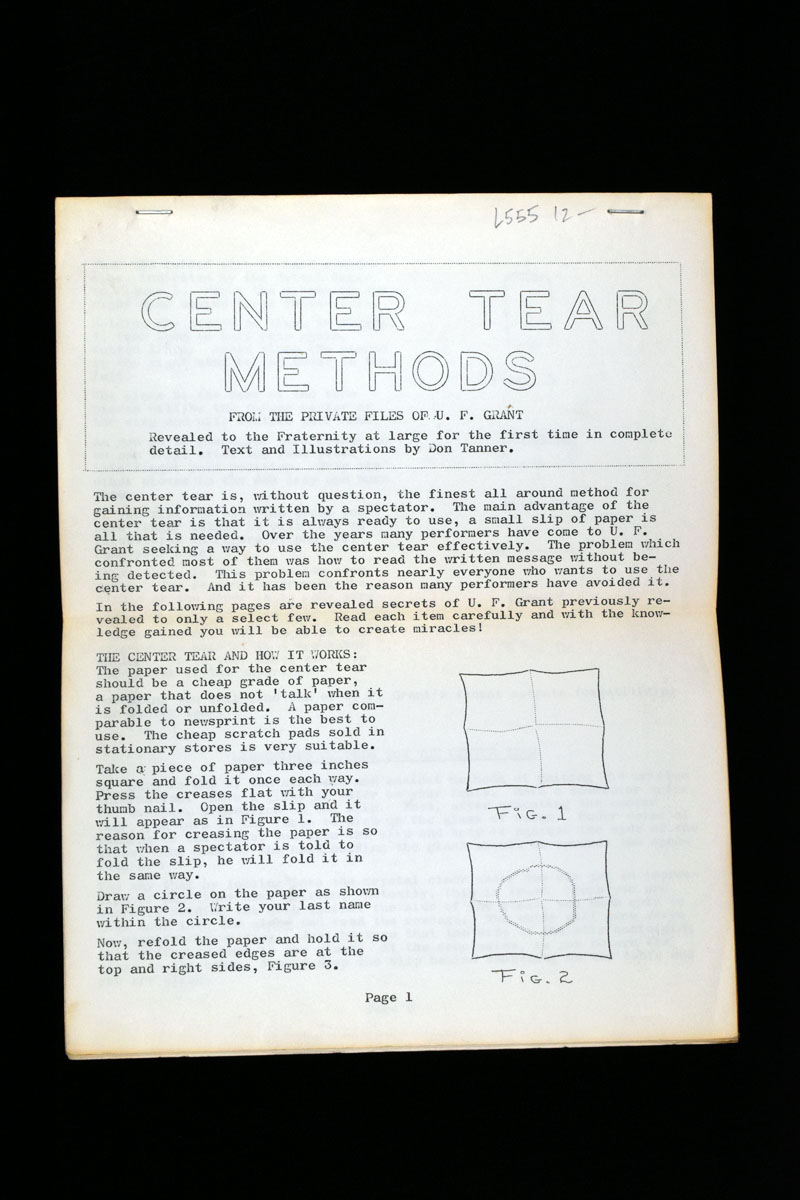 L555 12-
CENTER TEAR
METHODS
FROM THE PRIVATE FILES OF U. F. GRANT
Revealed to the Fraternity at large for the first time in complete
detail. Text and Illustrations by Don Tanner.
The center tear is, without question, the finest all around method for
gaining information written by a spectator. The main advantage of the
center tear is that it is always ready to use, a small slip of paper is
all that is needed. Over the years many performers have come to U. F.
Grant seeking a way to use the center tear effectively. The problem which
confronted most of them was how to read the written message without be-
ing detected. This problem confronts nearly everyone who wants to use the
center tear. And it has been the reason many performers have avoided it.
In the following pages are revealed secrets of U. F. Grant previously re-
vealed to only a select few. Read each item carefully and with the know-
ledge gained you will be able to create miracles!
THE CENTER TEAR AND HOW IT WORKS:
The paper used for the center tear
should be a cheap grade of paper,
a paper that does not 'talk' when it
is folded or unfolded. A paper com-
parable to newsprint is the best to
use. The cheap scratch pads sold in
stationary stores is very suitable.
Take a piece of paper three inches
square and fold it once each way.
Press the creases flat with your
thumb nail. Open the slip and it
will appear as in Figure 1. The
reason for creasing the paper is so
that when a spectator is told to
fold the slip, he will fold it in
the same way.
Draw a circle on the paper as shown
in Figure 2. Write your last name
within the circle.
Now, refold the paper and hold it so
that the creased edges are at the
top and right sides, Figure 3.
FiG. 1
FiG. 2
Page 1